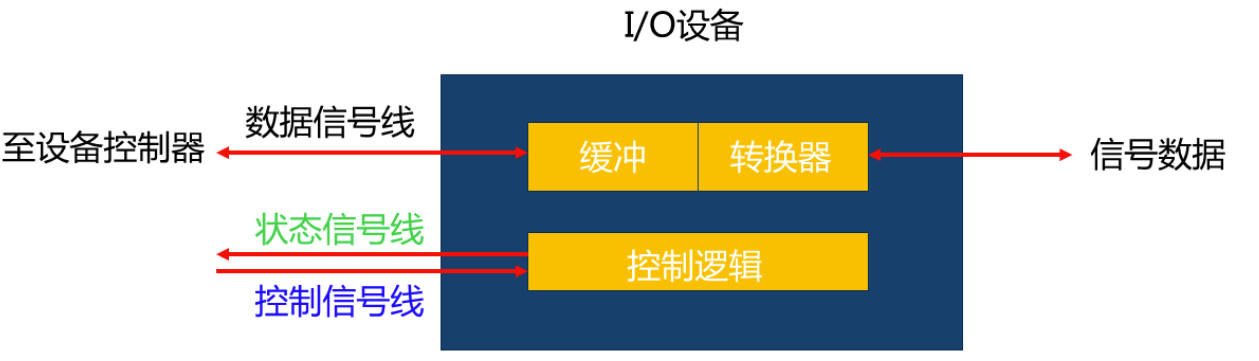 I/O设备
数据信号线
至设备控制器
缓冲
转换器
信号数据
状态信号线
控制逻辑
控制信号线